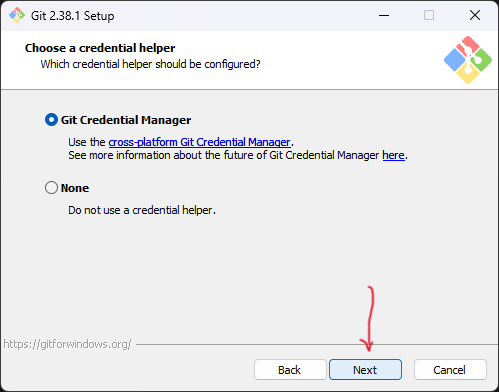 Git 2.38.1 Setup
Choose a credential helper
Which credential helper should be configured?
Git Credential Manager
Use the cross-platform Git Credential Manager.
See more information about the future of Git Credential Manager here.
None
Do not use a credential helper.
https://gitforwindows.org/
Back Next Cancel